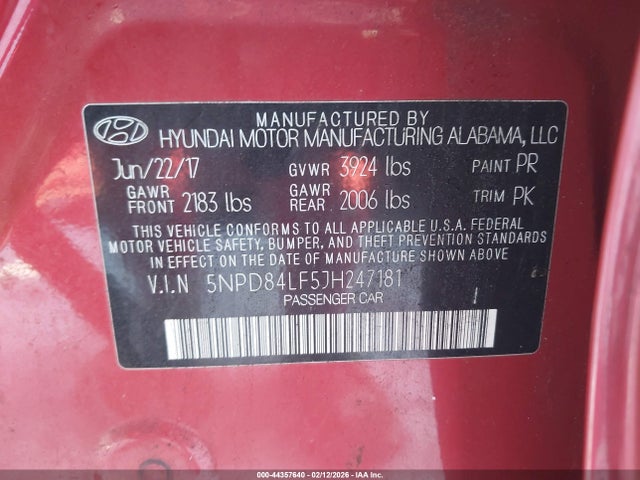 MANUFACTURED BY
HYUNDAI MOTOR MANUFACTURING ALABAMA, LLC
Jun/22/17 GVWR 3924 lbs PAINT PR
GAWR FRONT 2183 lbs GAWR REAR 2006 lbs TRIM PK
THIS VEHICLE CONFORMS TO ALL APPLICABLE U.S.A. FEDERAL
MOTOR VEHICLE SAFETY, BUMPER, AND THEFT PREVENTION STANDARDS
IN EFFECT ON THE DATE OF MANUFACTURE SHOWN ABOVE
V.I.N 5NPD84LF5JH247181
PASSENGER CAR
000-44357640 - 02/12/2026 - IAAI, Inc.